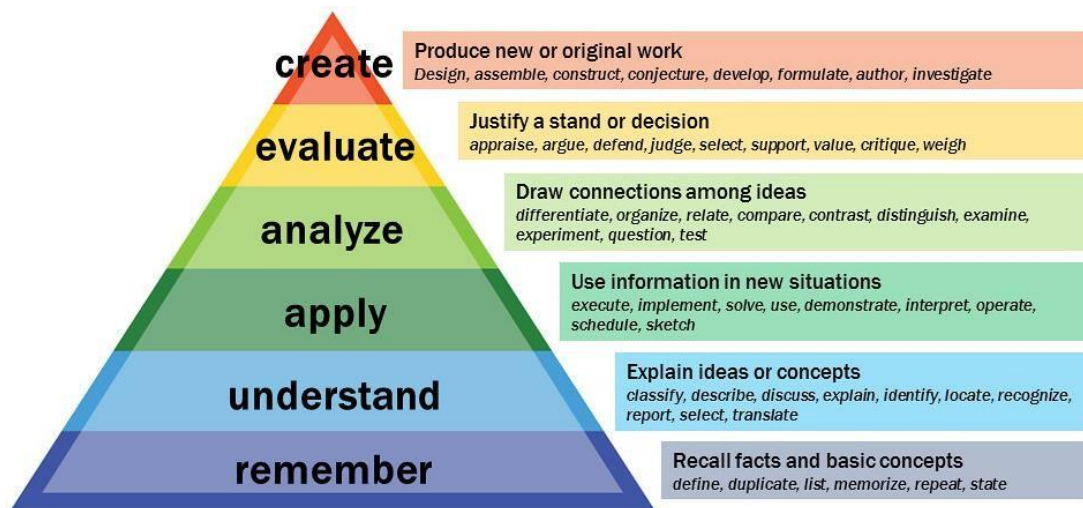 create
Produce new or original work
Design, assemble, construct, conjecture, develop, formulate, author, investigate
evaluate
Justify a stand or decision
appraise, argue, defend, judge, select, support, value, critique, weigh
analyze
Draw connections among ideas
differentiate, organize, relate, compare, contrast, distinguish, examine,
experiment, question, test
apply
Use information in new situations
execute, implement, solve, use, demonstrate, interpret, operate,
schedule, sketch
understand
Explain ideas or concepts
classify, describe, discuss, explain, identify, locate, recognize,
report, select, translate
remember
Recall facts and basic concepts
define, duplicate, list, memorize, repeat, state